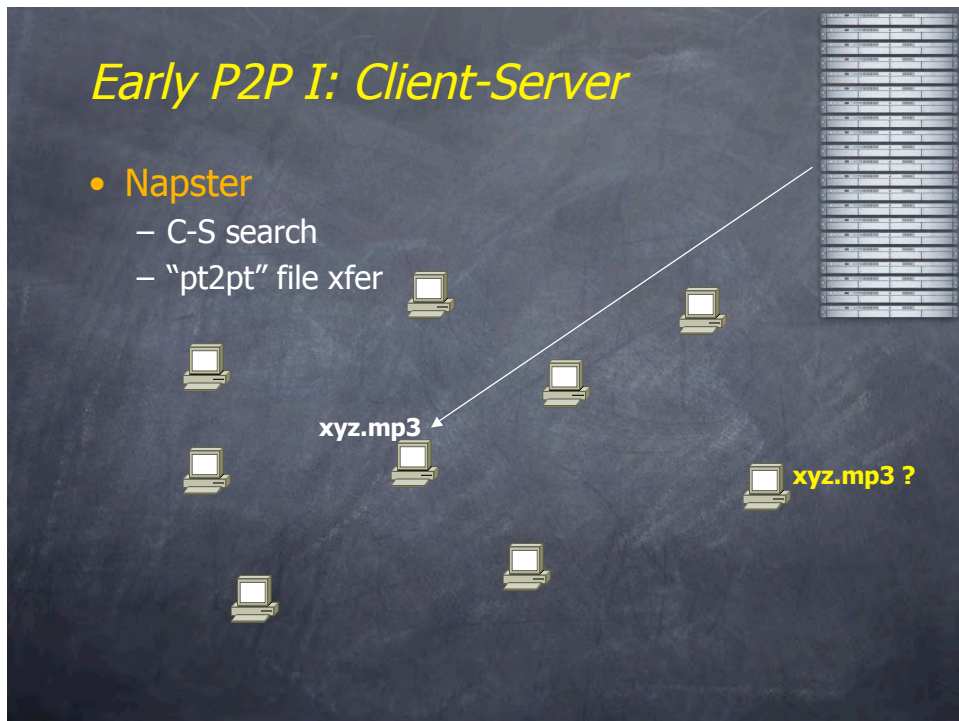 Early P2P I: Client-Server
• Napster
– C-S search
– “pt2pt” file xfer
xyz.mp3
xyz.mp3 ?